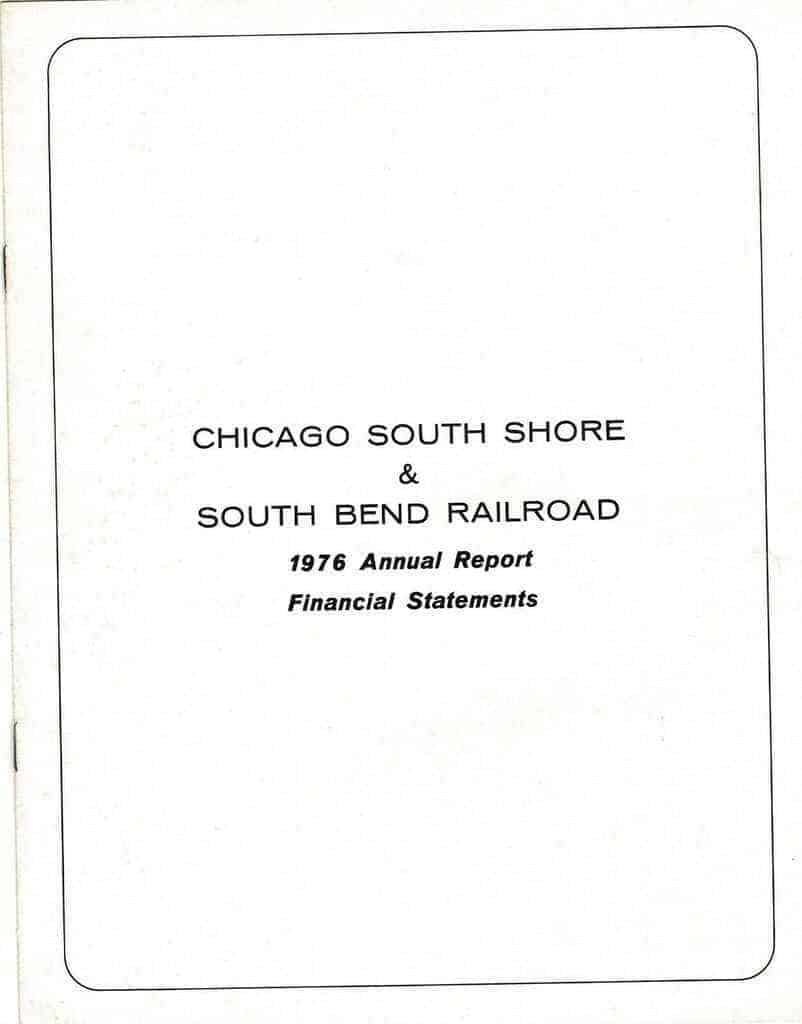 CHICAGO SOUTH SHORE
&
SOUTH BEND RAILROAD
1976 Annual Report
Financial Statements